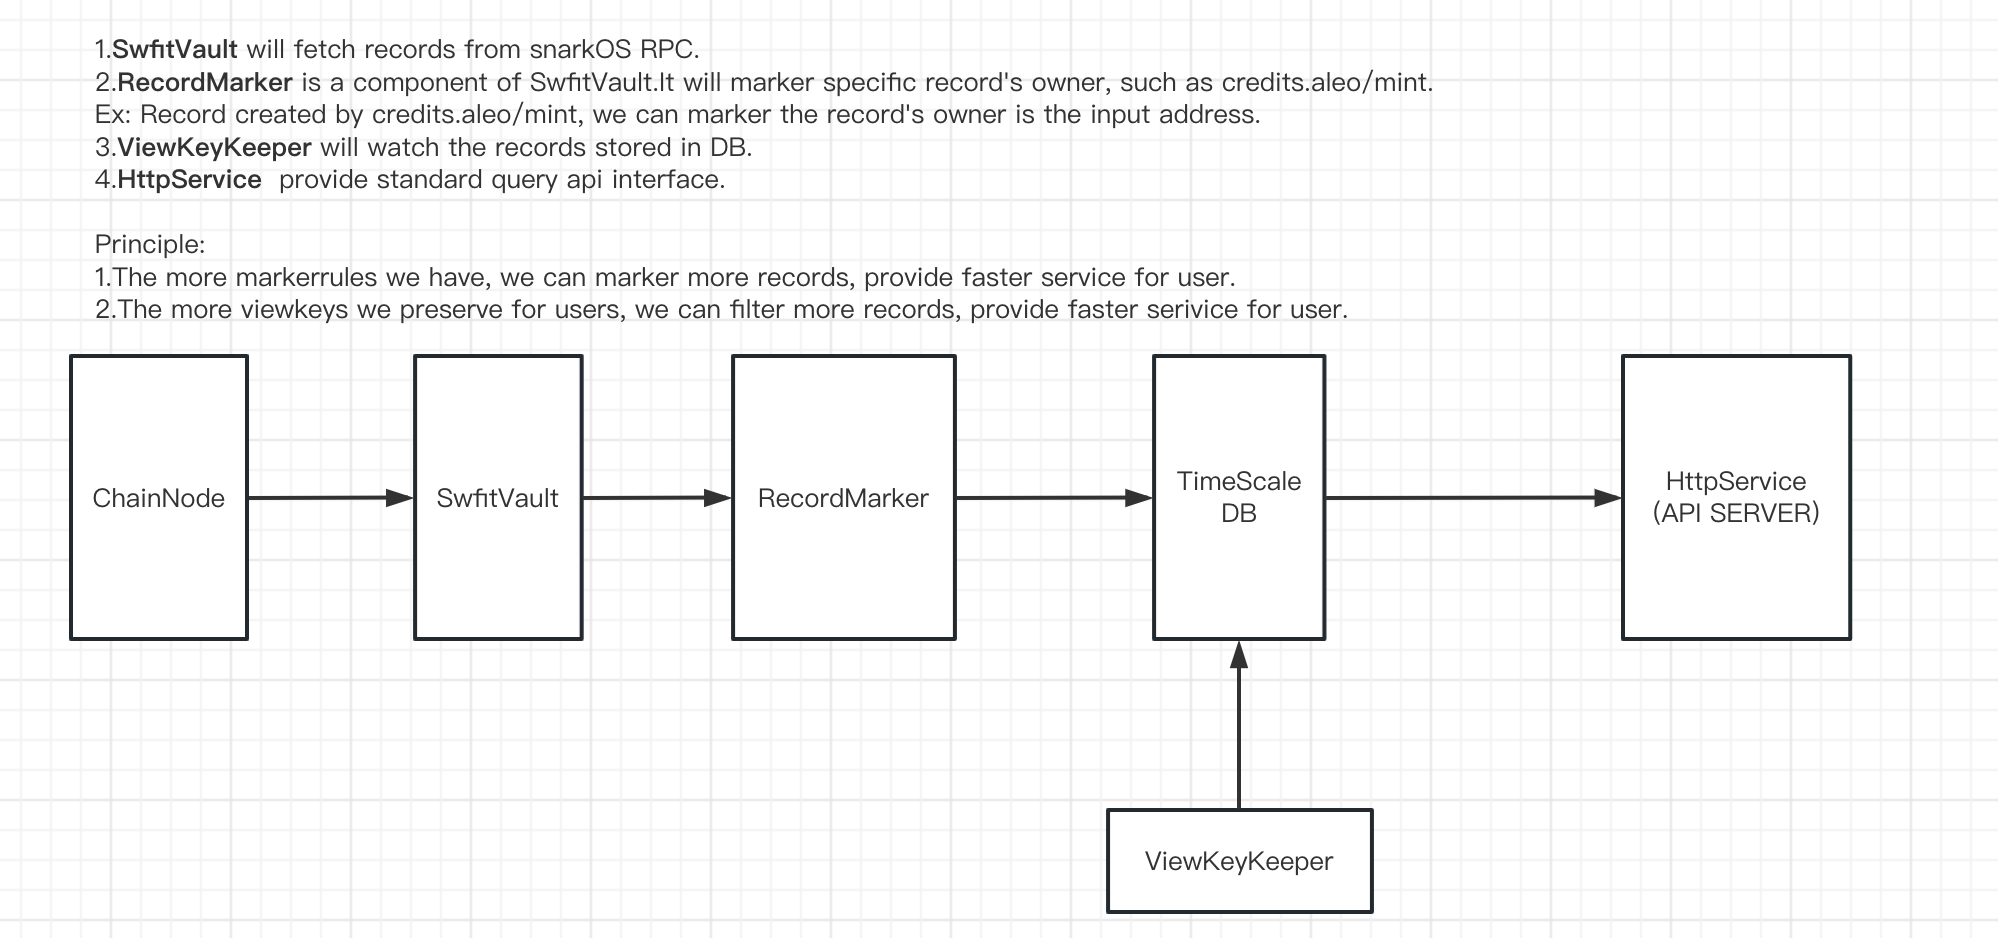 1.SwfitVault will fetch records from snarkOS RPC.
2.RecordMarker is a component of SwfitVault.It will marker specific record's owner, such as credits.aleo/mint.
Ex: Record created by credits.aleo/mint, we can marker the record's owner is the input address.
3.ViewKeyKeeper will watch the records stored in DB.
4.HttpService  provide standard query api interface.
Principle:
1.The more markerrules we have, we can marker more records, provide faster service for user.
2.The more viewkeys we preserve for users, we can filter more records, provide faster serivice for user.
ChainNode
SwfitVault
RecordMarker
TimeScale
DB
HttpService
(API SERVER)
ViewKeyKeeper